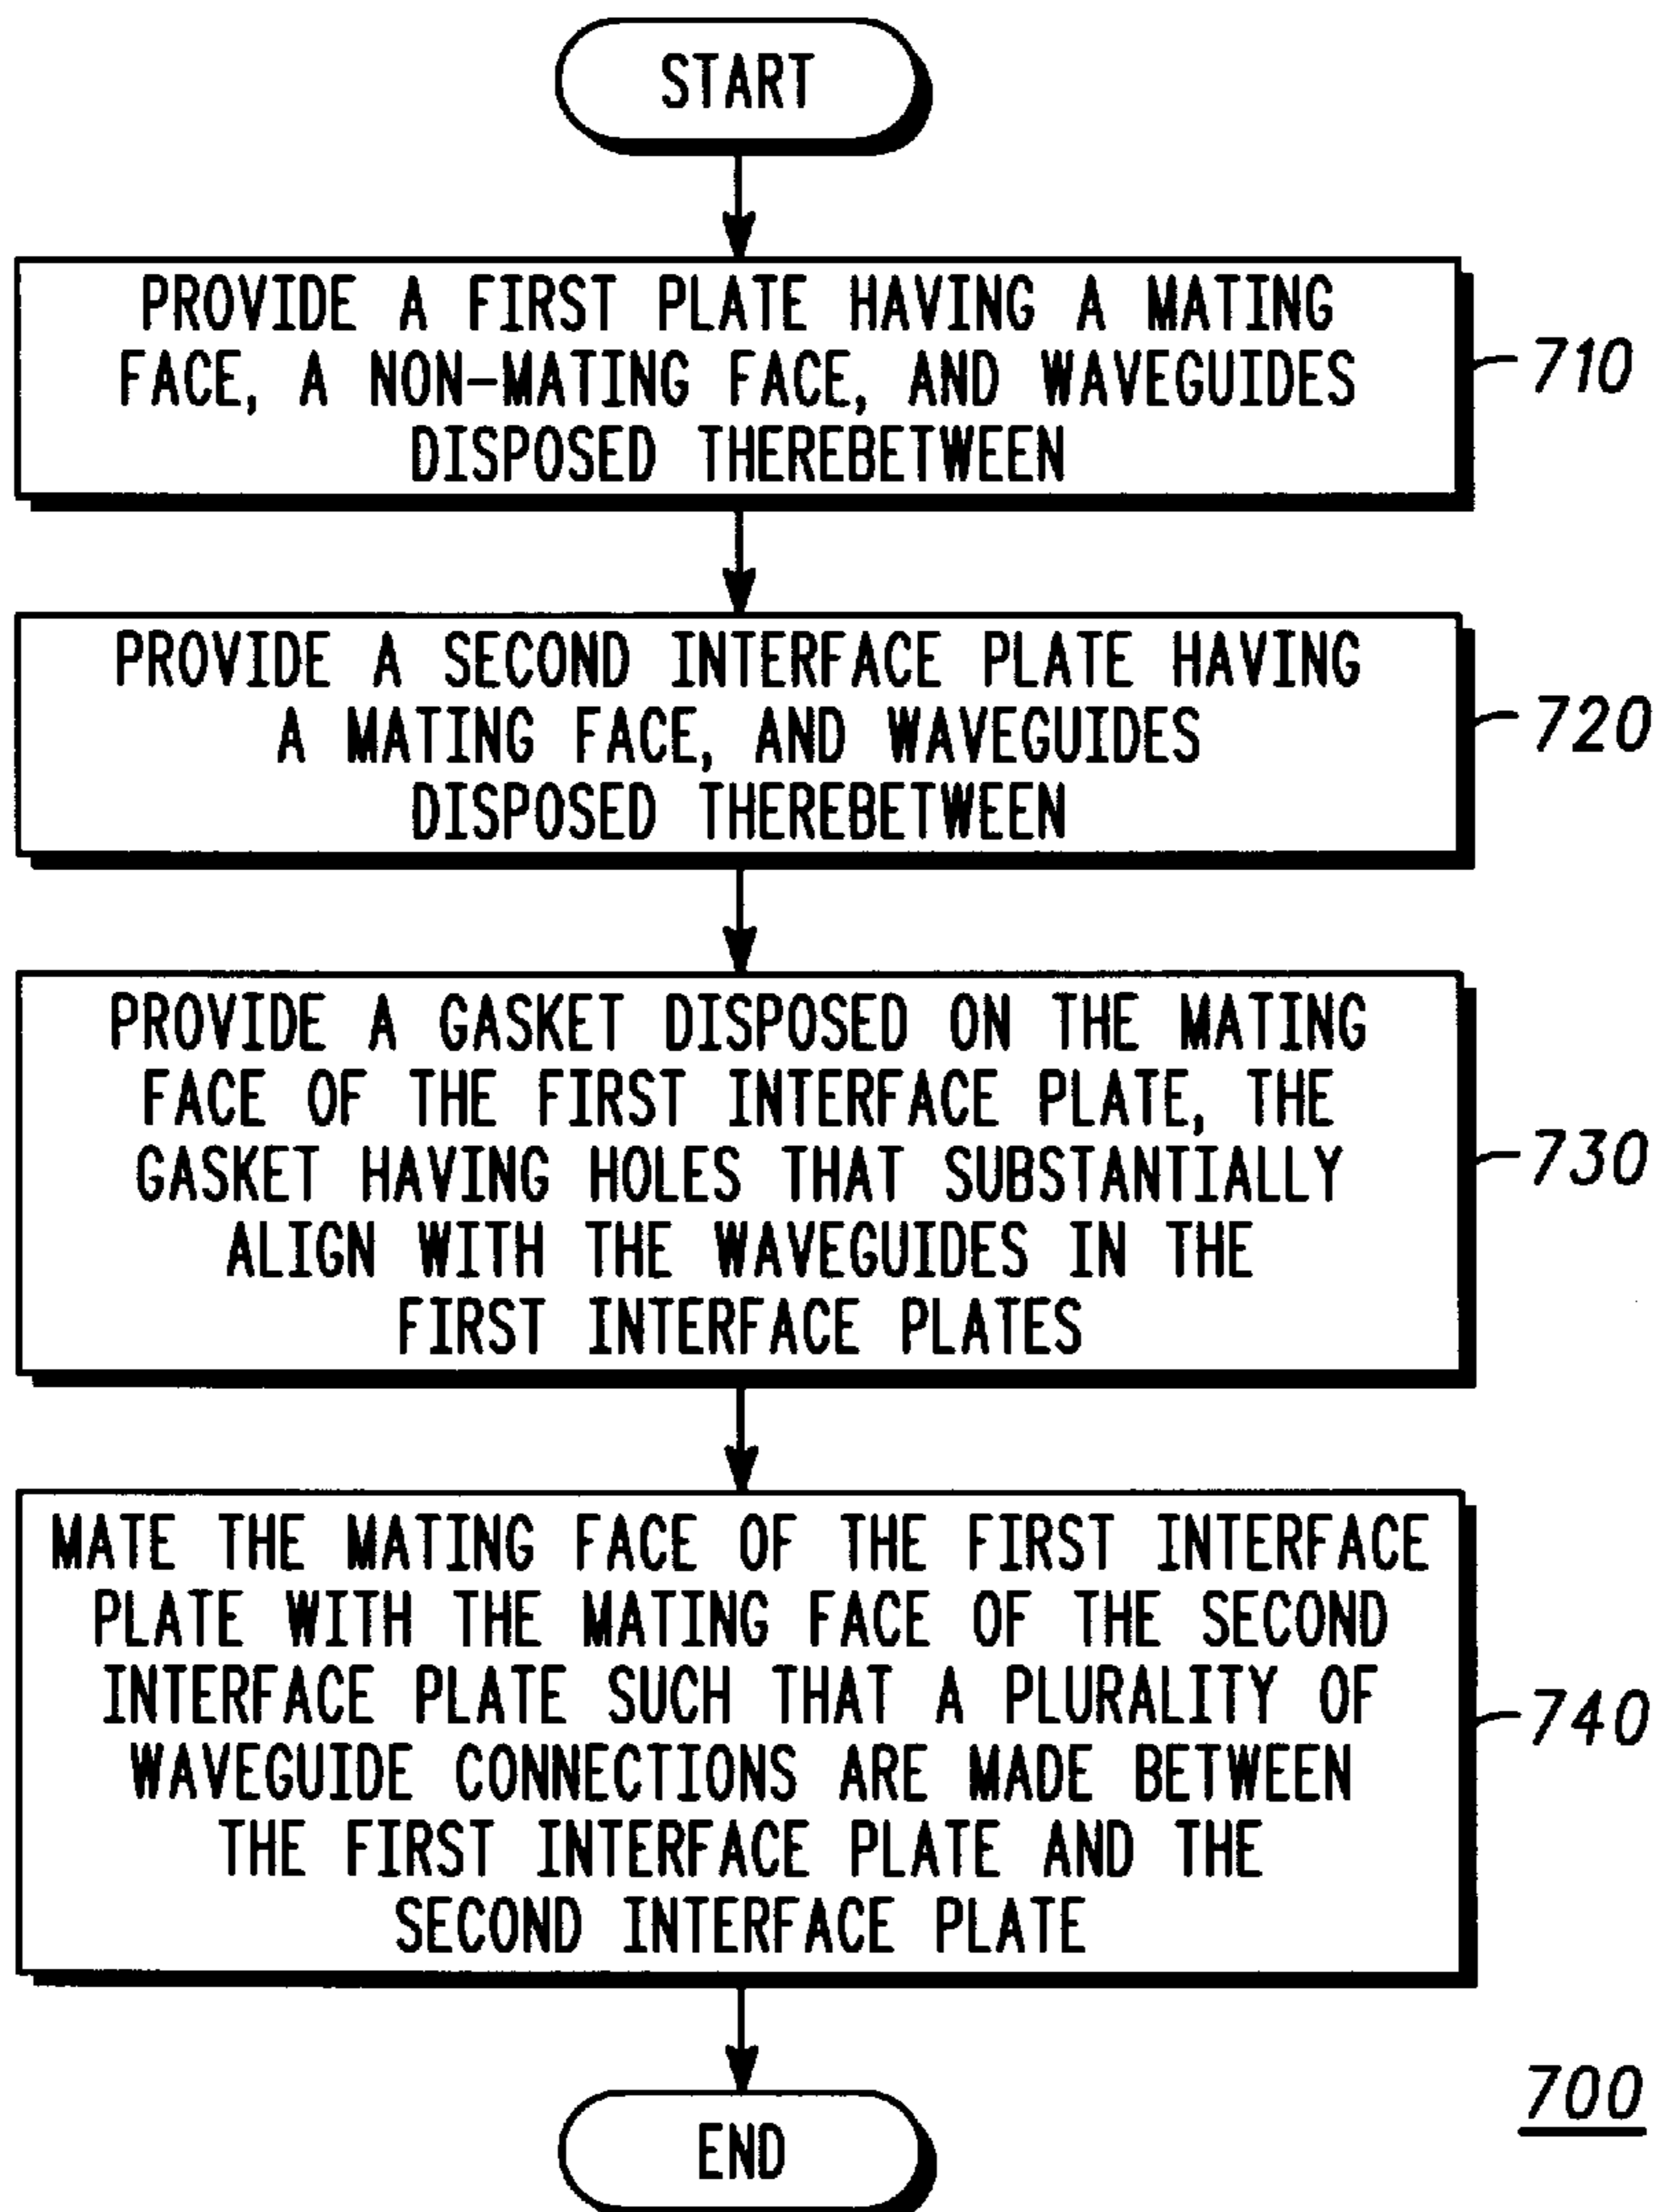 START
PROVIDE A FIRST PLATE HAVING A MATING
FACE, A NON-MATING FACE, AND WAVEGUIDES
DISPOSED THEREBETWEEN
710
PROVIDE A SECOND INTERFACE PLATE HAVING
A MATING FACE, AND WAVEGUIDES
DISPOSED THEREBETWEEN
720
PROVIDE A GASKET DISPOSED ON THE MATING
FACE OF THE FIRST INTERFACE PLATE, THE
GASKET HAVING HOLES THAT SUBSTANTIALLY
ALIGN WITH THE WAVEGUIDES IN THE
FIRST INTERFACE PLATES
730
MATE THE MATING FACE OF THE FIRST INTERFACE
PLATE WITH THE MATING FACE OF THE SECOND
INTERFACE PLATE SUCH THAT A PLURALITY OF
WAVEGUIDE CONNECTIONS ARE MADE BETWEEN
THE FIRST INTERFACE PLATE AND THE
SECOND INTERFACE PLATE
740
END
700